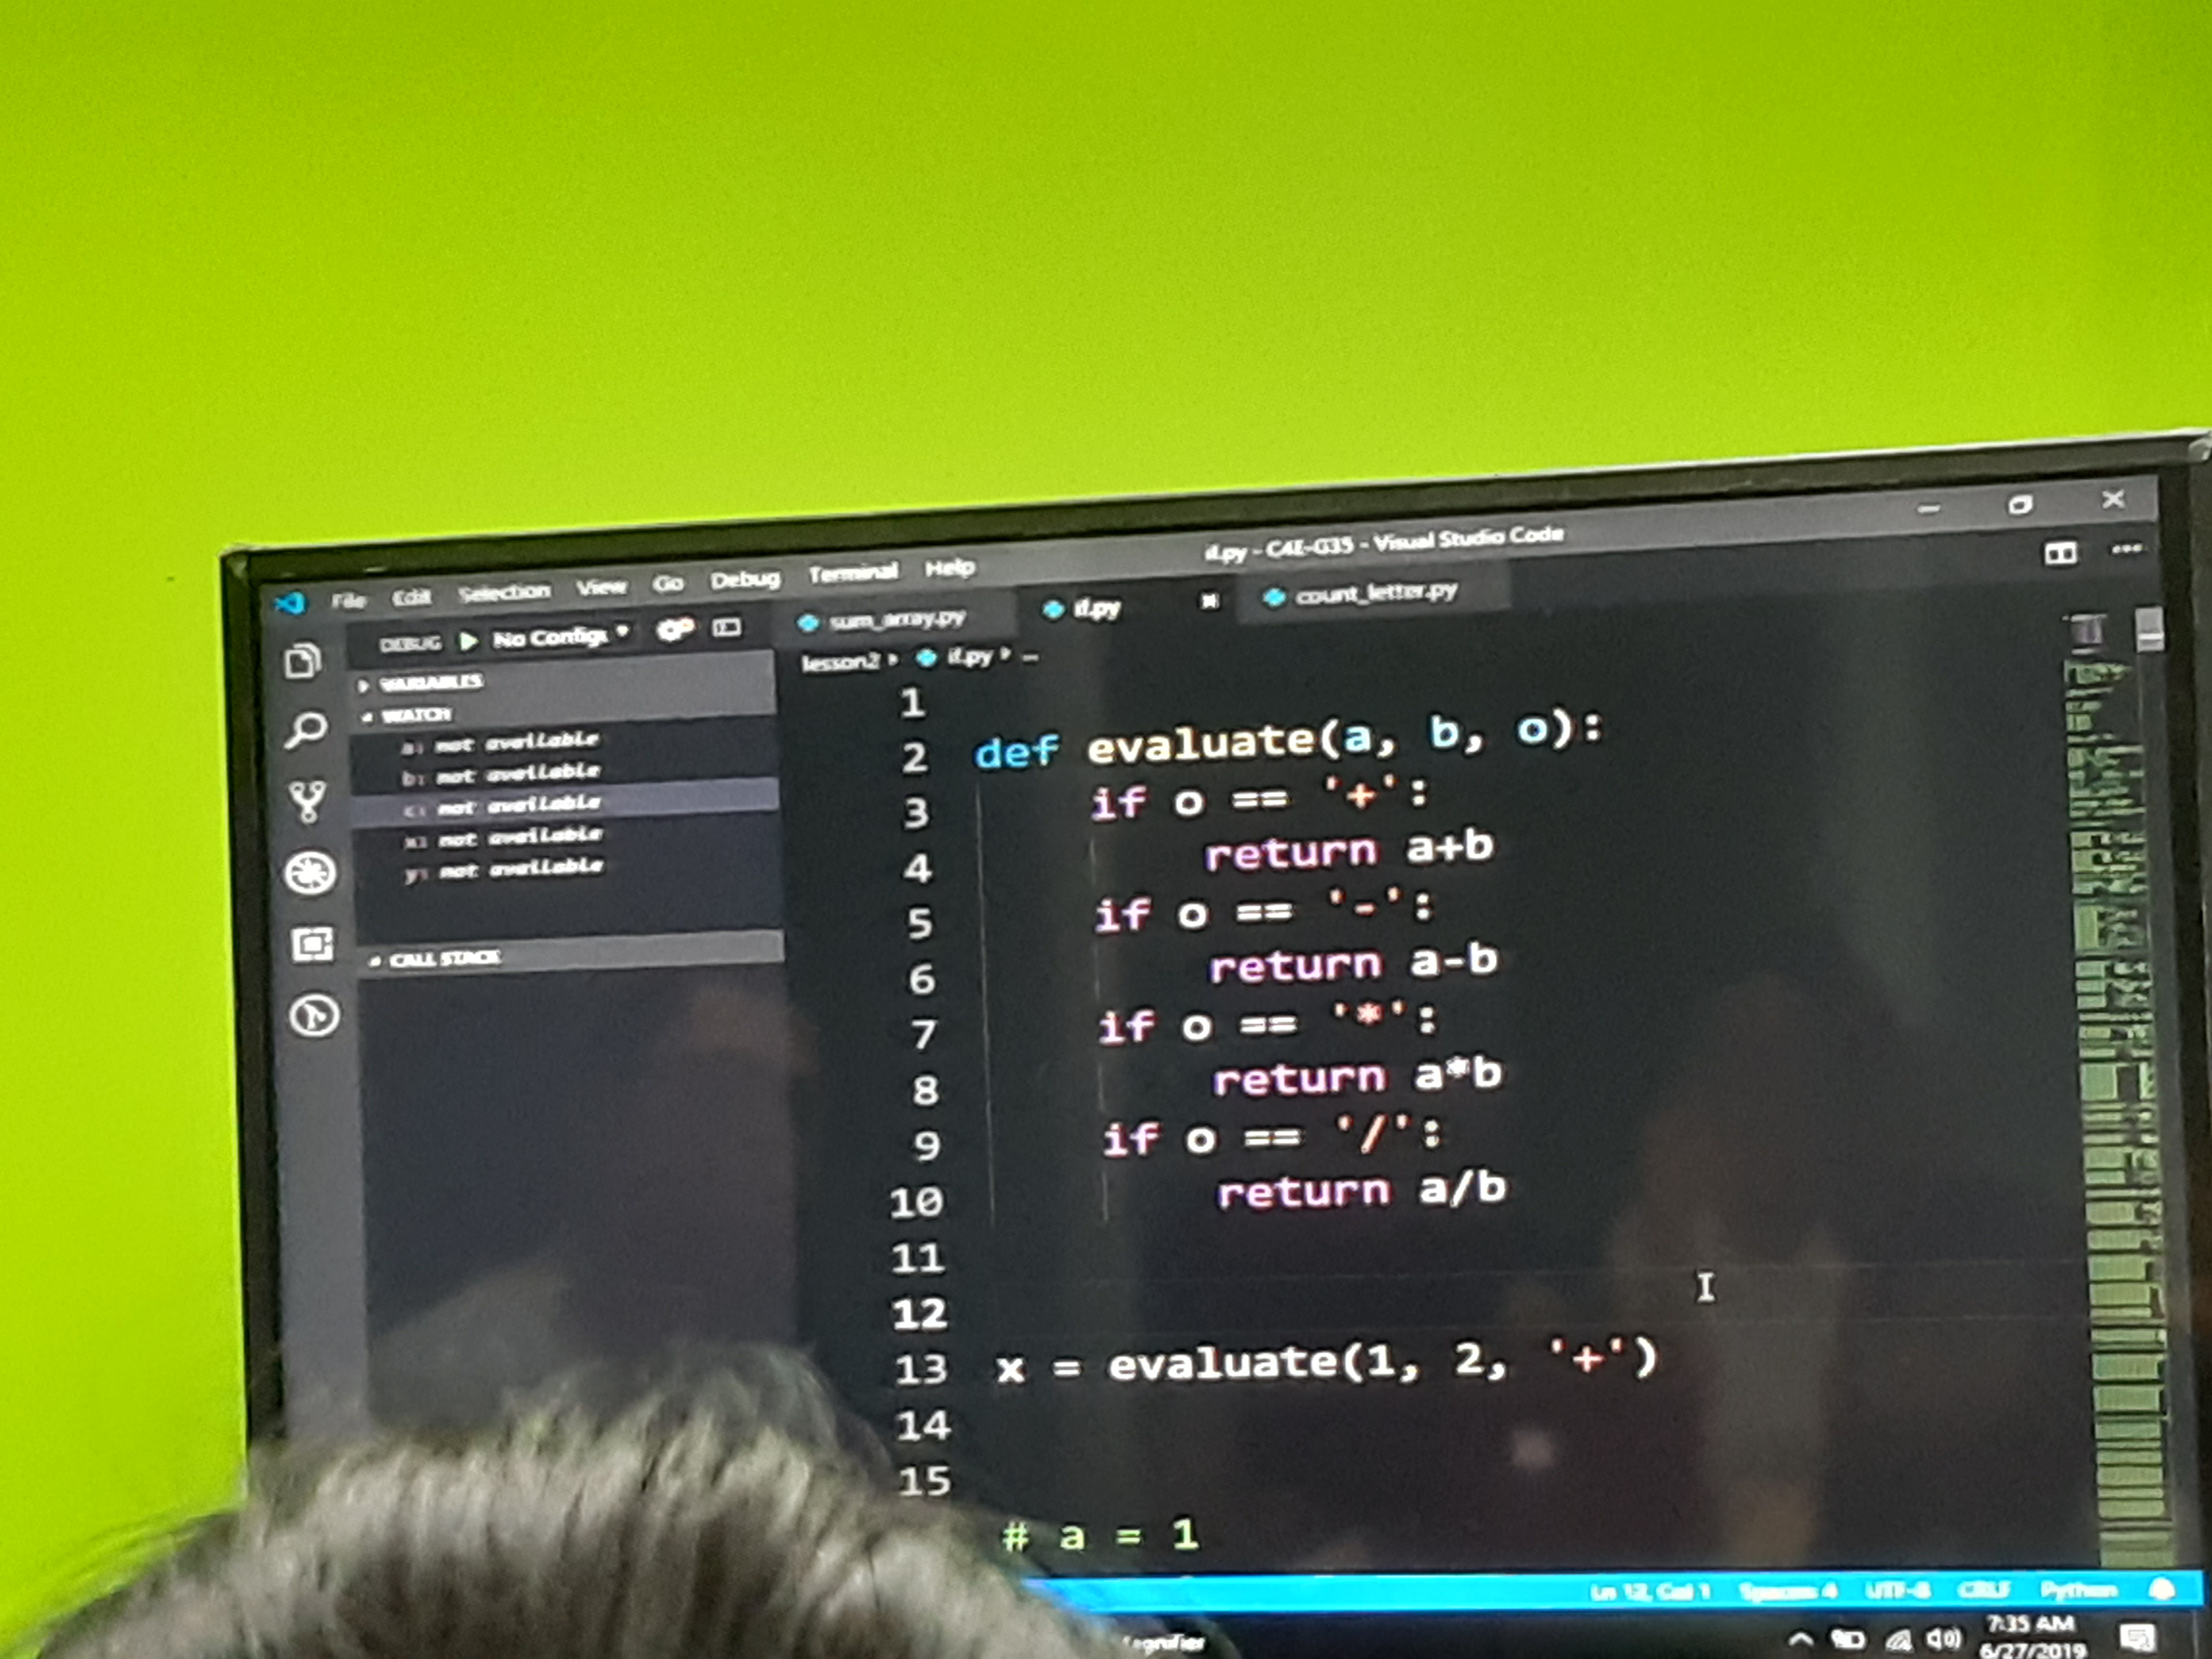 File Edit Selection View Go Debug Terminal Help if.py - C4E-G35 - Visual Studio Code
DEBUG No Configu
sum_array.py if.py count_letter.py
lesson2 if.py ...
VARIABLES
WATCH
a: not available
b: not available
c: not available
x: not available
y: not available
CALL STACK
1
2 def evaluate(a, b, o):
3 if o == '+':
4 return a+b
5 if o == '-':
6 return a-b
7 if o == '*':
8 return a*b
9 if o == '/':
10 return a/b
11
12
13 x = evaluate(1, 2, '+')
14
15
# a = 1
Ln 12, Col 1 Spaces: 4 UTF-8 CRLF Python
7:35 AM
6/27/2019